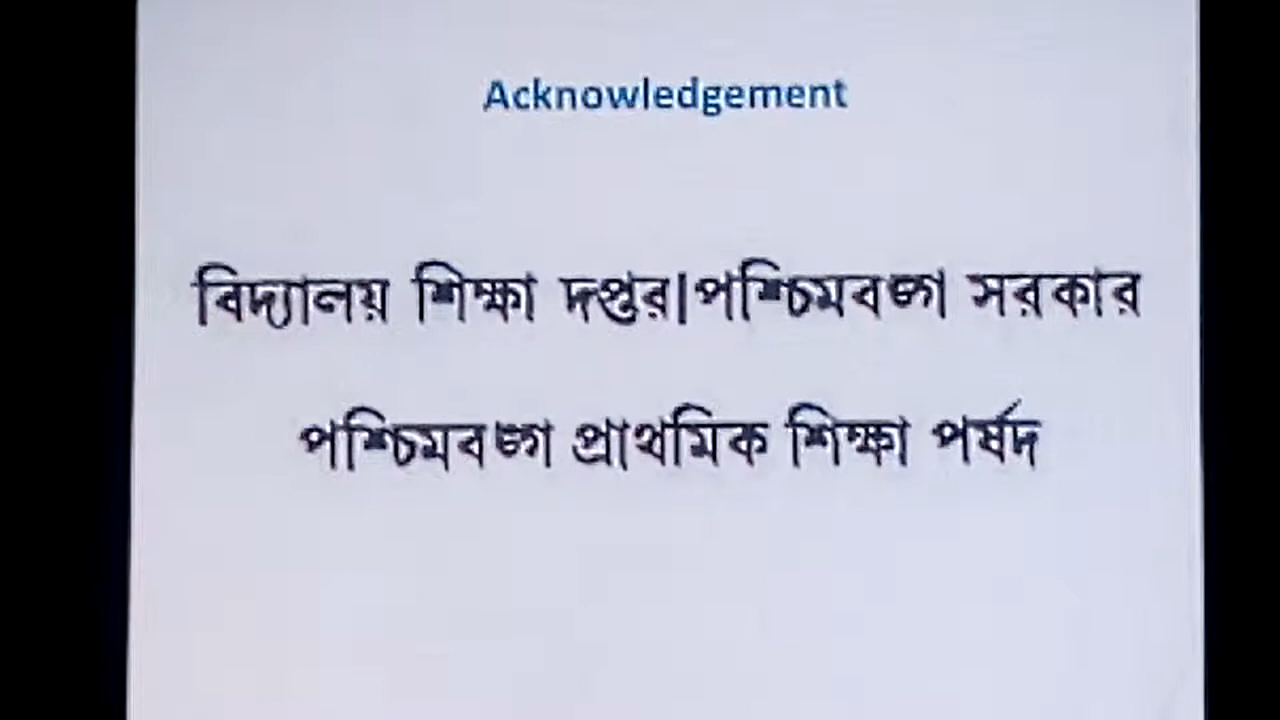 Acknowledgement
বিদ্যালয় শিক্ষা দপ্তর|পশ্চিমবঙ্গ সরকার
পশ্চিমবঙ্গ প্রাথমিক শিক্ষা পর্ষদ